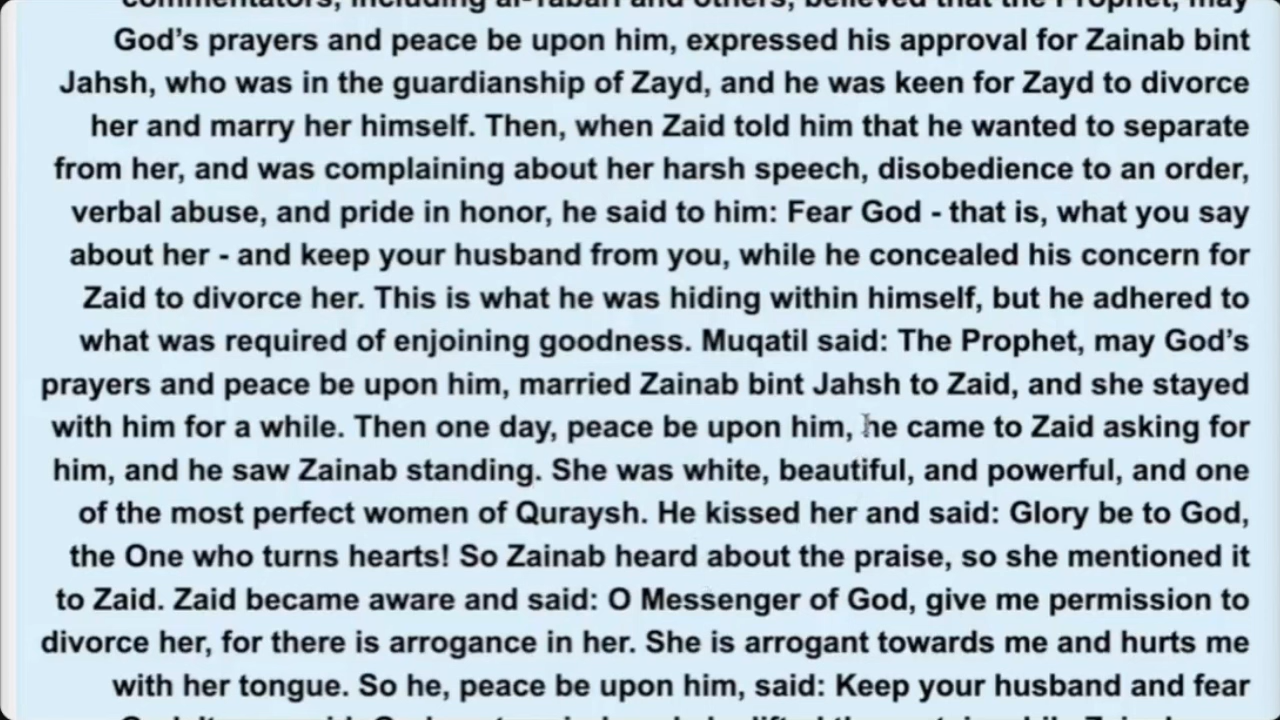 commentators, including al-Tabari and others, believed that the Prophet, may
God's prayers and peace be upon him, expressed his approval for Zainab bint
Jahsh, who was in the guardianship of Zayd, and he was keen for Zayd to divorce
her and marry her himself. Then, when Zaid told him that he wanted to separate
from her, and was complaining about her harsh speech, disobedience to an order,
verbal abuse, and pride in honor, he said to him: Fear God - that is, what you say
about her - and keep your husband from you, while he concealed his concern for
Zaid to divorce her. This is what he was hiding within himself, but he adhered to
what was required of enjoining goodness. Muqatil said: The Prophet, may God's
prayers and peace be upon him, married Zainab bint Jahsh to Zaid, and she stayed
with him for a while. Then one day, peace be upon him, he came to Zaid asking for
him, and he saw Zainab standing. She was white, beautiful, and powerful, and one
of the most perfect women of Quraysh. He kissed her and said: Glory be to God,
the One who turns hearts! So Zainab heard about the praise, so she mentioned it
to Zaid. Zaid became aware and said: O Messenger of God, give me permission to
divorce her, for there is arrogance in her. She is arrogant towards me and hurts me
with her tongue. So he, peace be upon him, said: Keep your husband and fear